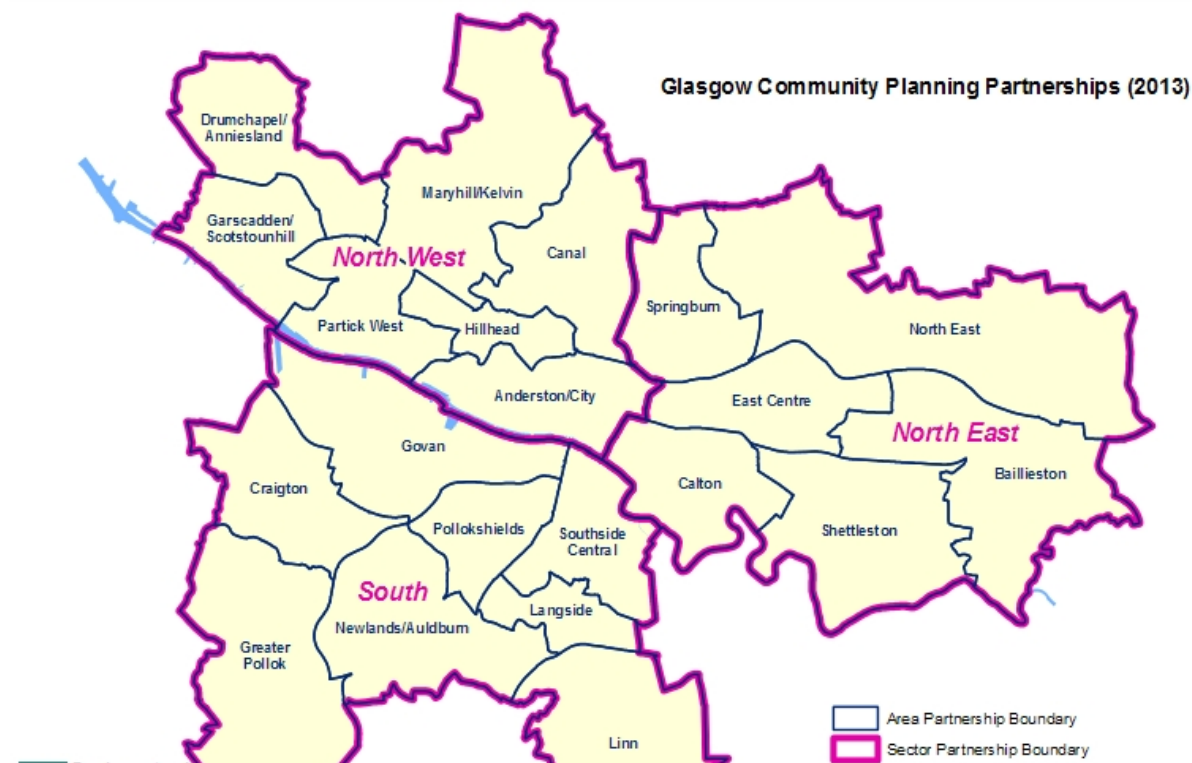 Glasgow Community Planning Partnerships (2013)
Drumchapel/
Anniesland
Maryhill/Kelvin
Garscadden/
Scotstounhill
North West
Canal
Springburn
Partick West
Hillhead
North East
Anderston/City
East Centre
North East
Govan
Baillieston
Craigton
Calton
Pollokshields
Southside
Central
Shettleston
South
Langside
Newlands/Auldburn
Greater
Pollok
Linn
Area Partnership Boundary
Sector Partnership Boundary